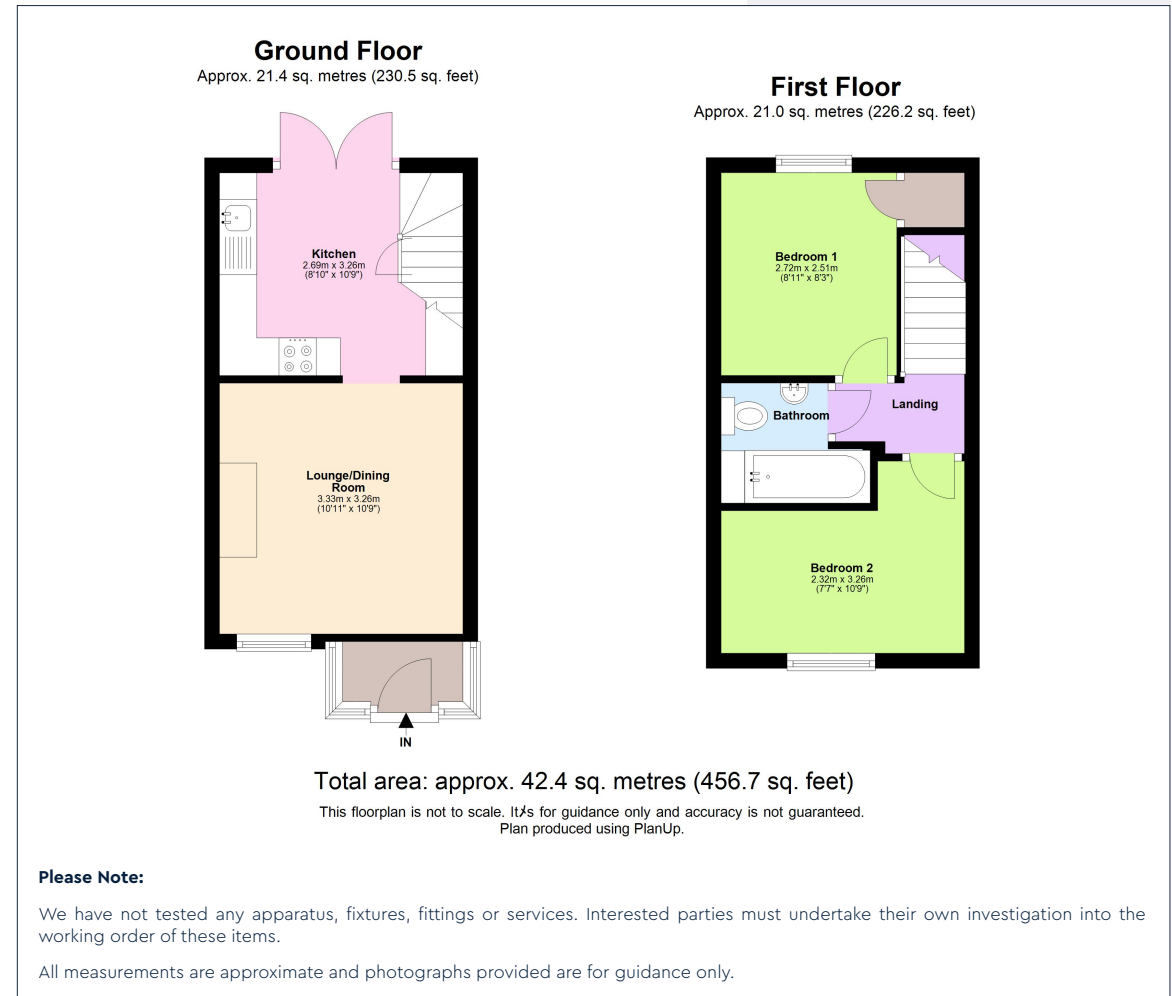 Ground Floor
Approx. 21.4 sq. metres (230.5 sq. feet)
Kitchen
2.69m x 3.26m
(8'10" x 10'9")
Lounge/Dining
Room
3.33m x 3.26m
(10'11" x 10'9")
IN
First Floor
Approx. 21.0 sq. metres (226.2 sq. feet)
Bedroom 1
2.72m x 2.51m
(8'11" x 8'3")
Bathroom
Landing
Bedroom 2
2.32m x 3.26m
(7'7" x 10'9")
Total area: approx. 42.4 sq. metres (456.7 sq. feet)
This floorplan is not to scale. It⊁s for guidance only and accuracy is not guaranteed.
Plan produced using PlanUp.
Please Note:
We have not tested any apparatus, fixtures, fittings or services. Interested parties must undertake their own investigation into the
working order of these items.
All measurements are approximate and photographs provided are for guidance only.